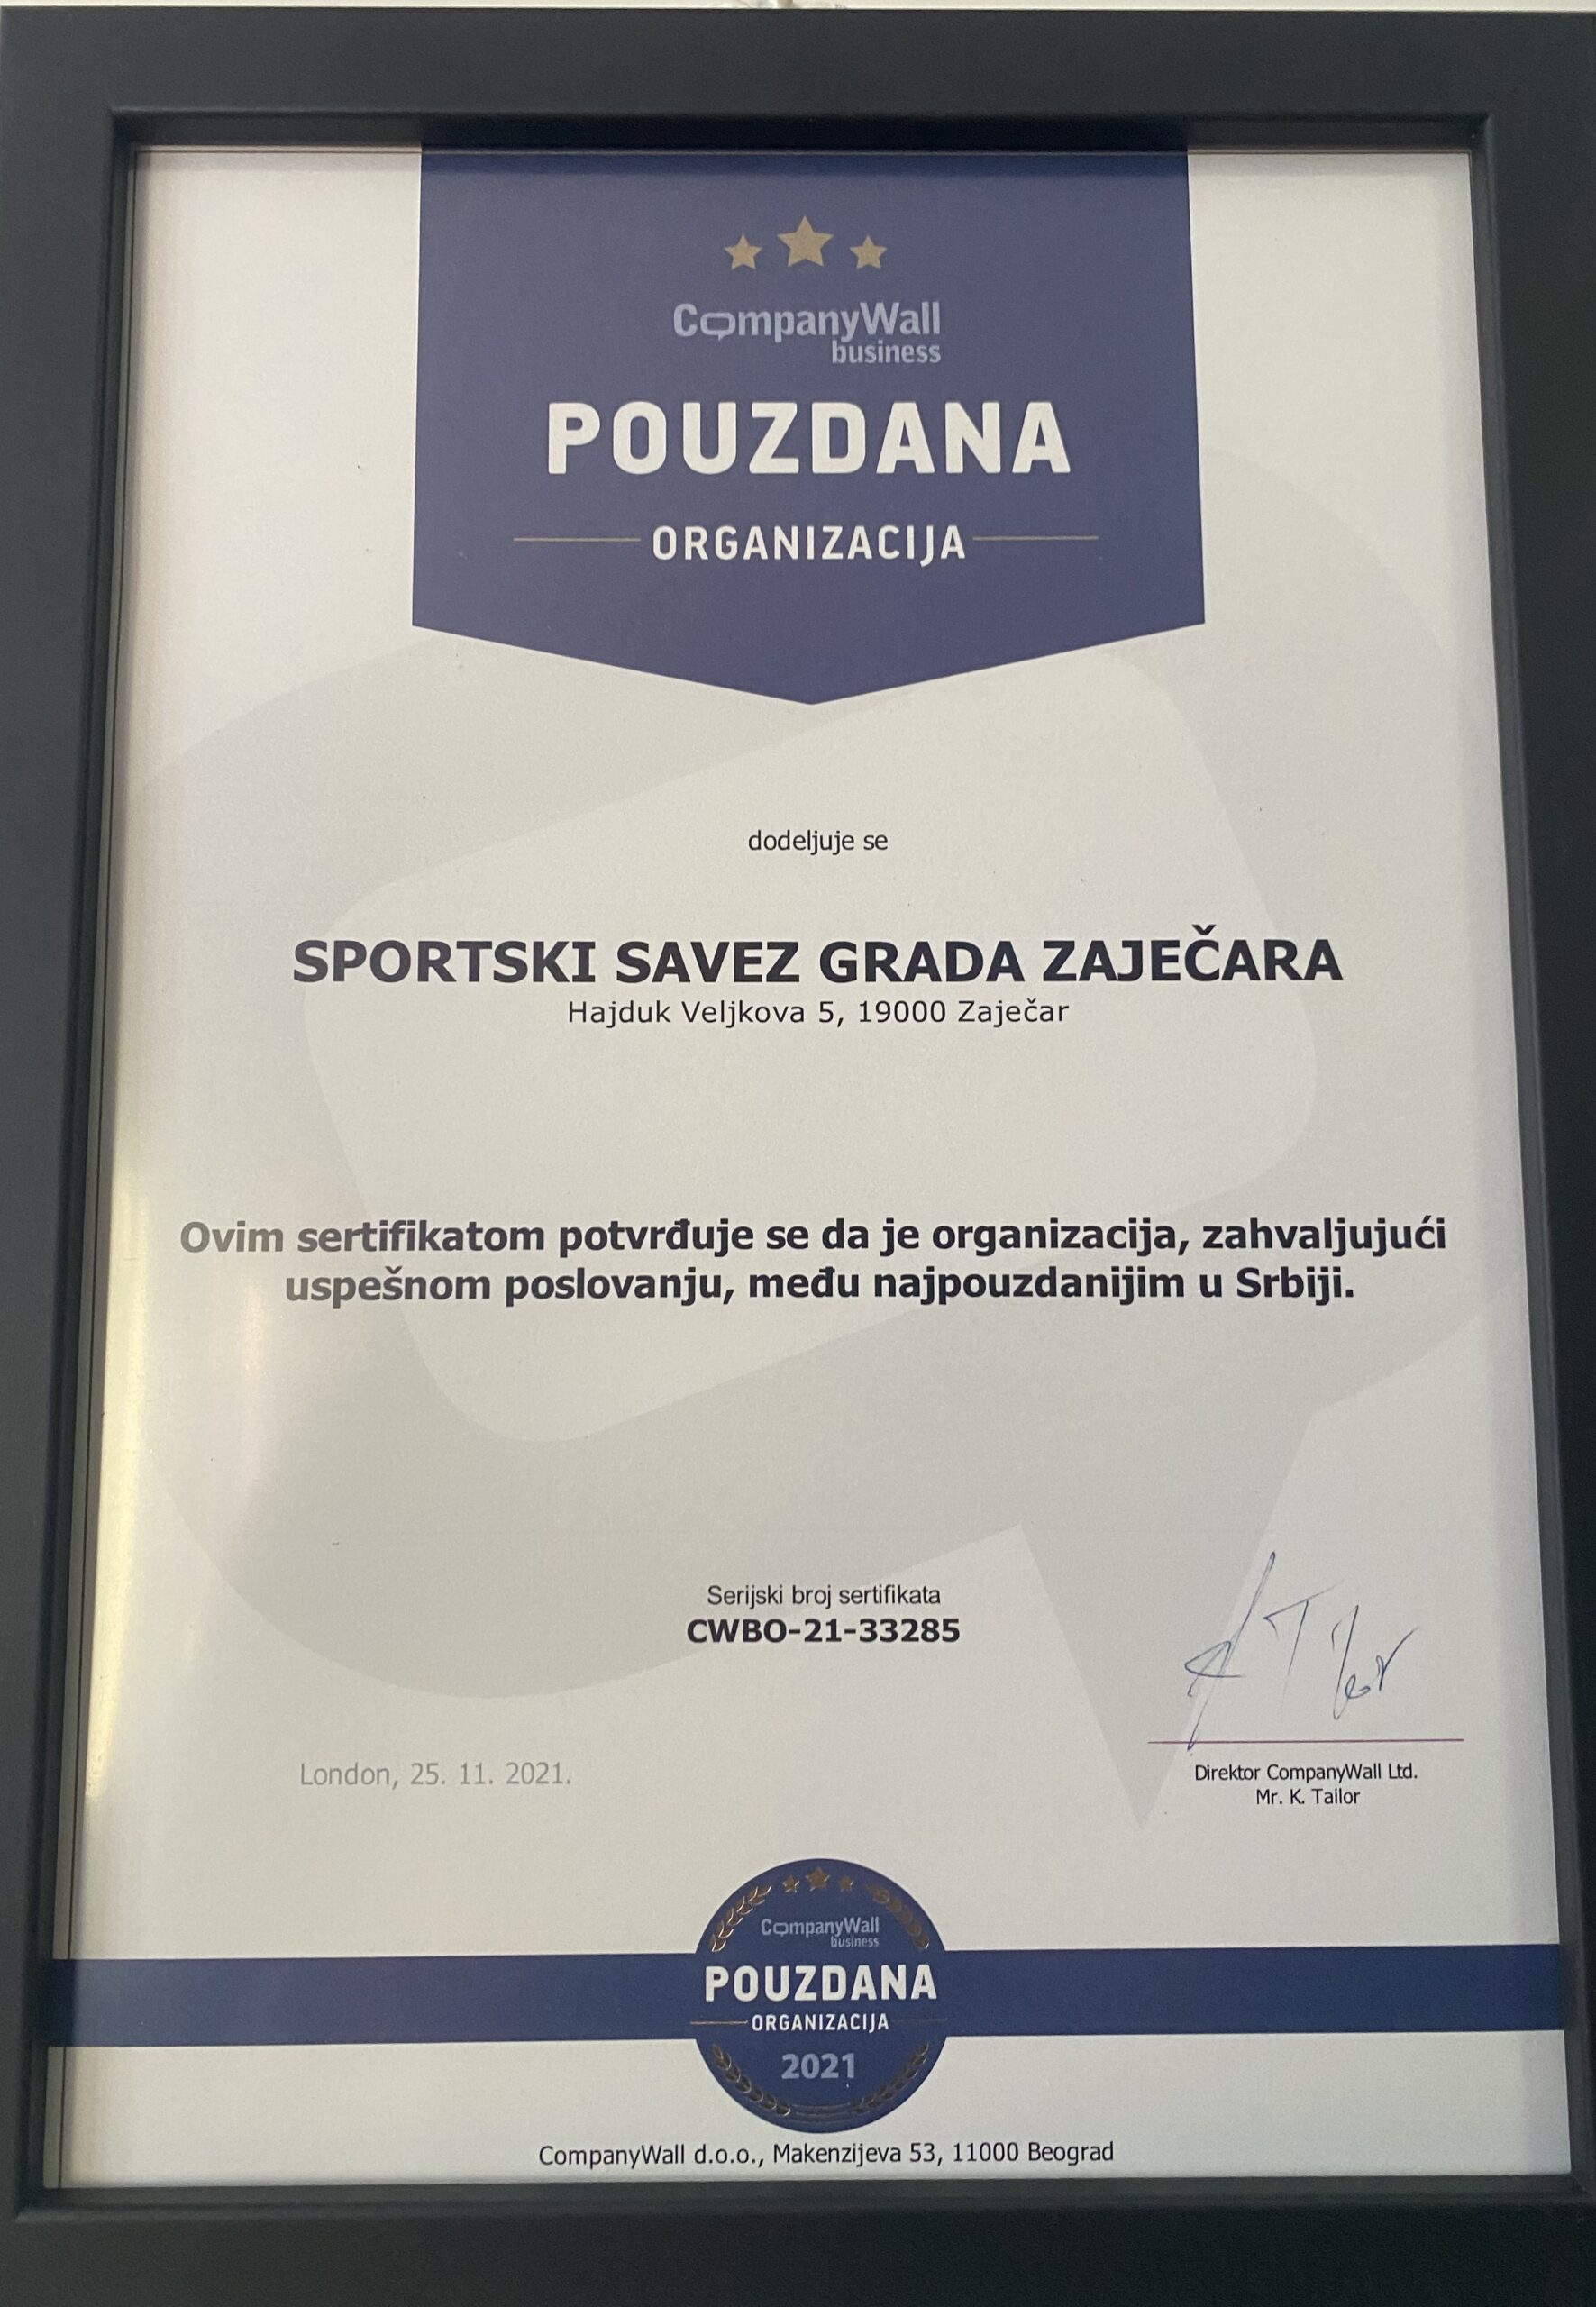 CompanyWall
business
POUZDANA
ORGANIZACIJA
dodeljuje se
SPORTSKI SAVEZ GRADA ZAJEČARA
Hajduk Veljkova 5, 19000 Zaječar
Ovim sertifikatom potvrđuje se da je organizacija, zahvaljujući
uspešnom poslovanju, među najpouzdanijim u Srbiji.
Serijski broj sertifikata
CWBO-21-33285
London, 25. 11. 2021.
Direktor CompanyWall Ltd.
Mr. K. Tailor
CompanyWall
business
POUZDANA
ORGANIZACIJA
2021
CompanyWall d.o.o., Makenzijeva 53, 11000 Beograd